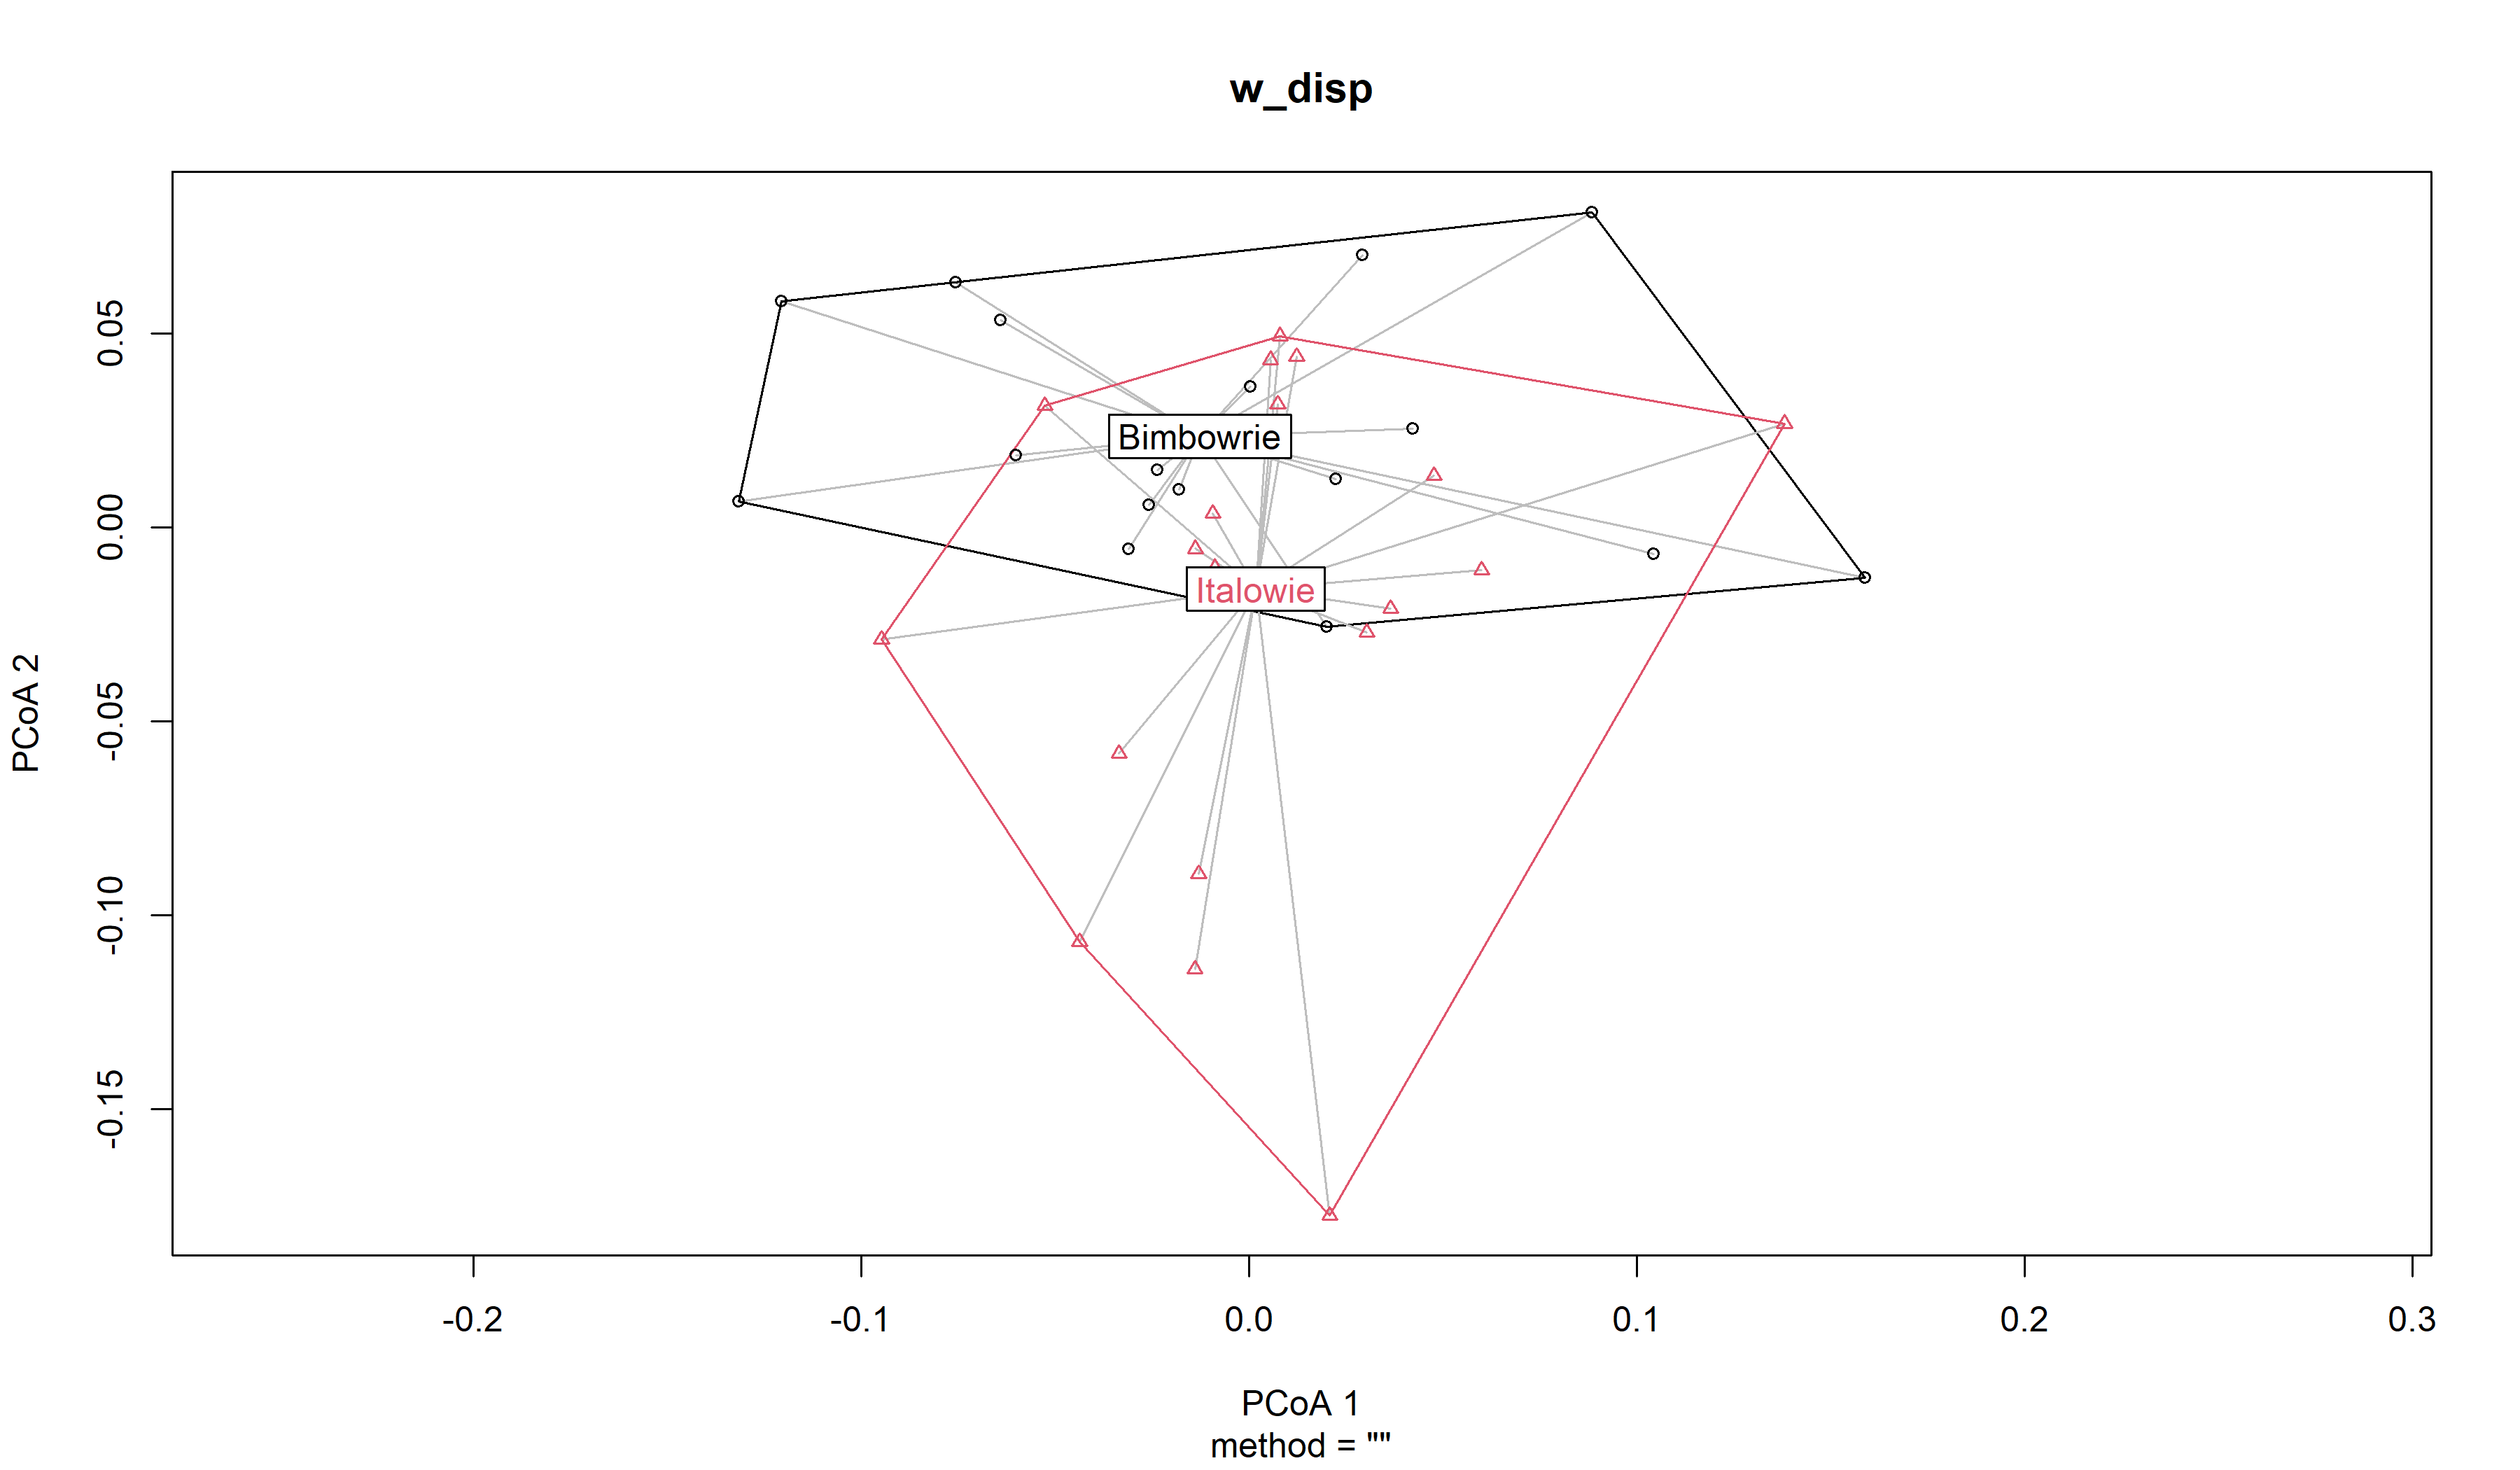 w_disp
0.05
0.00
-0.05
-0.10
-0.15
PCoA 2
Bimbowrie
Italowie
-0.2 -0.1 0.0 0.1 0.2 0.3
PCoA 1
method = ""